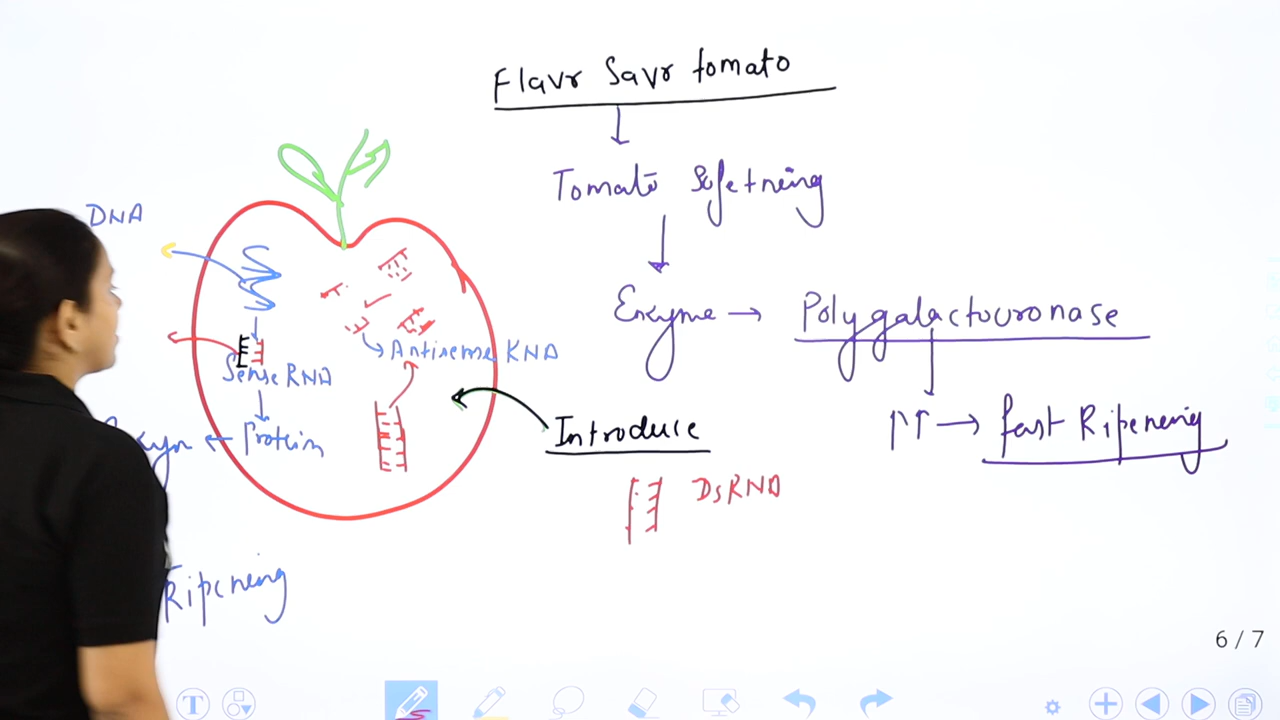 Flavr Savr tomato
Tomato Sofetning
Enzyme → Polygalactouronase
↑↑ → fast Ripening
DNA
Sense RNA
Protein
Antisense RNA
Introduce
DsRNA
Ripening
6 / 7
T